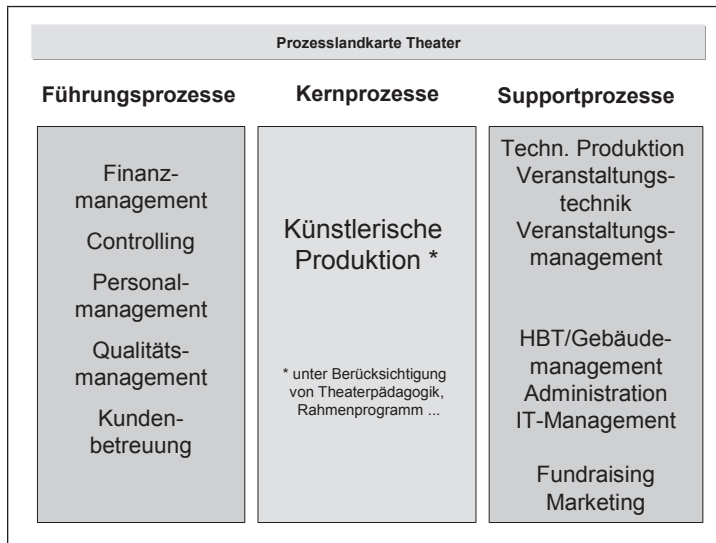 Prozesslandkarte Theater
Führungsprozesse
Kernprozesse
Supportprozesse
Finanz-
management
Controlling
Personal-
management
Qualitäts-
management
Kunden-
betreuung
Künstlerische
Produktion *
* unter Berücksichtigung
von Theaterpädagogik,
Rahmenprogramm ...
Techn. Produktion
Veranstaltungs-
technik
Veranstaltungs-
management
HBT/Gebäude-
management
Administration
IT-Management
Fundraising
Marketing